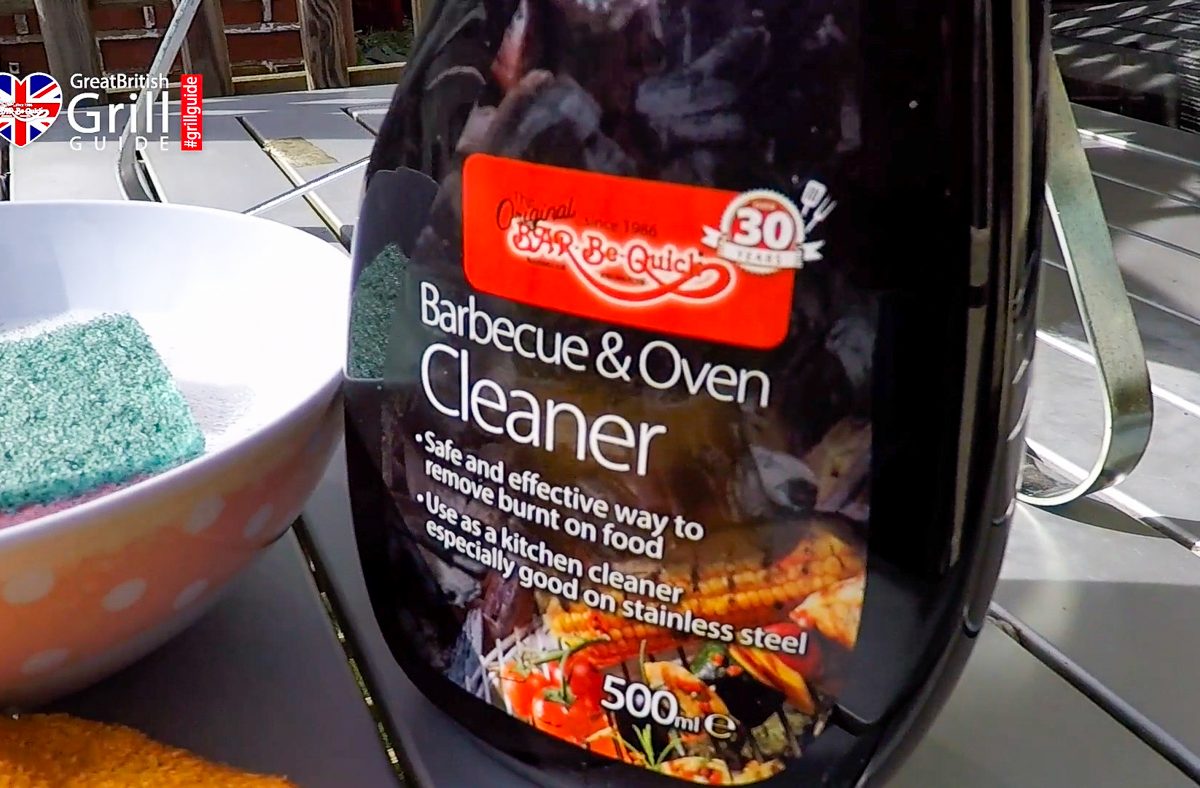 GreatBritish
Grill
GUIDE
#grillguide
The
Original
since 1986
BAR-Be-Quick
30
YEARS
Barbecue & Oven
Cleaner
• Safe and effective way to
remove burnt on food
• Use as a kitchen cleaner
especially good on stainless steel
500ml e